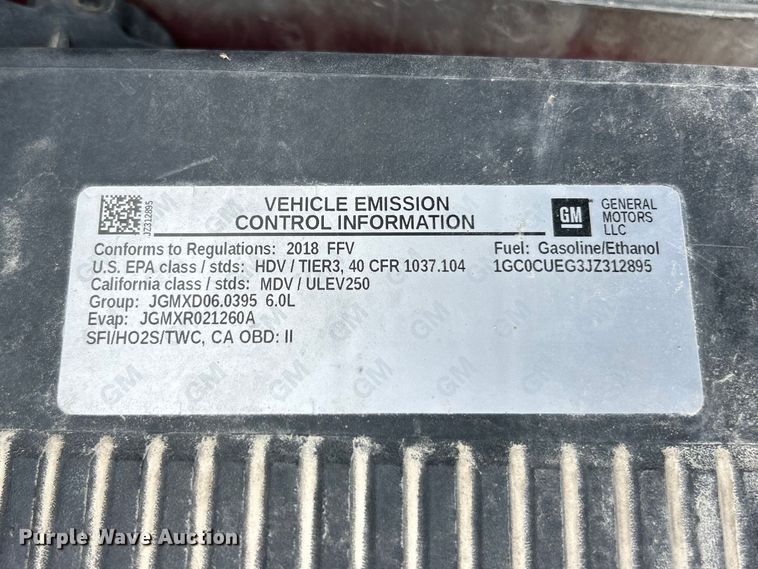 JZ312895
VEHICLE EMISSION
CONTROL INFORMATION
GM
GENERAL
MOTORS
LLC
Conforms to Regulations: 2018 FFV
Fuel: Gasoline/Ethanol
U.S. EPA class / stds: HDV / TIER3, 40 CFR 1037.104
1GC0CUEG3JZ312895
California class / stds: MDV / ULEV250
Group: JGMXD06.0395 6.0L
Evap: JGMXR021260A
SFI/HO2S/TWC, CA OBD: II
Purple Wave Auction